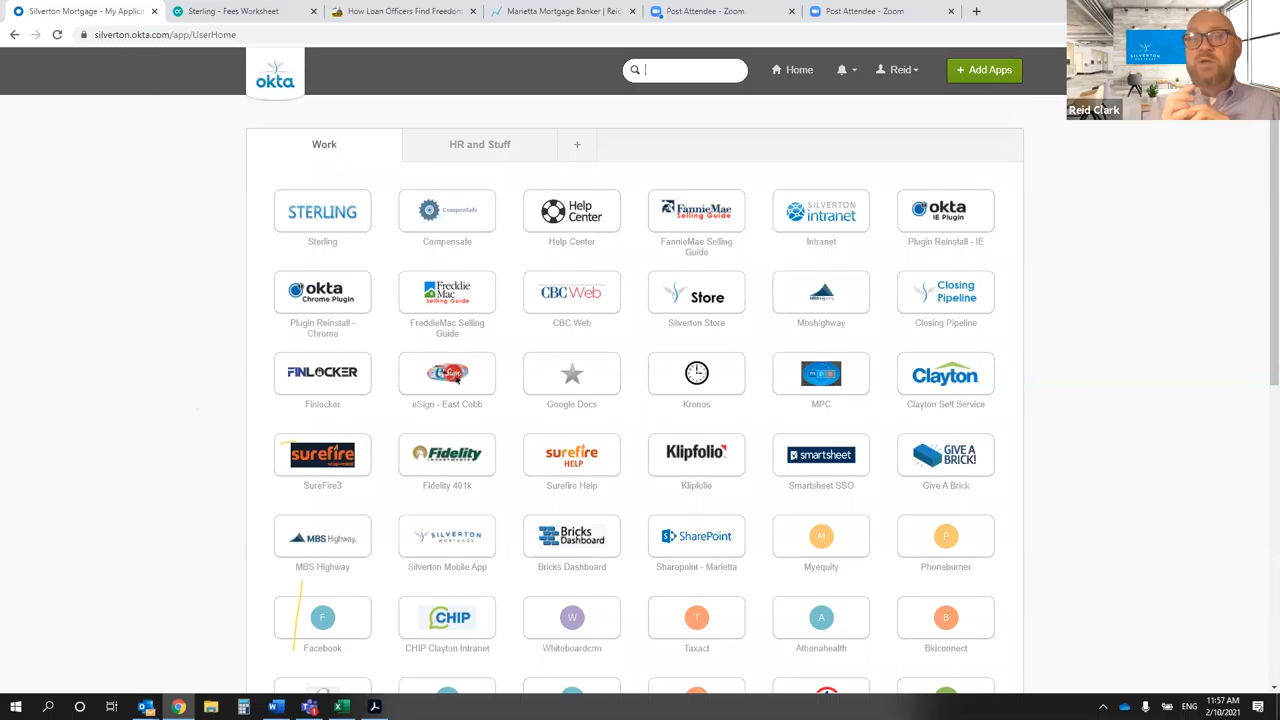 Silverton Mortgage - My Applica
Sterling - Fees Worksheet
How Loan Officers Find Freedom
Marietta Mortgage Banker | Reid
Post Attendee - Zoom
Post Attendee - Zoom
silverton.okta.com/app/UserHome
okta
Home
Reid
+ Add Apps
SILVERTON
Reid Clark
Work
HR and Stuff
+
STERLING
CompenSafe
Help Center
FannieMae Selling Guide
SILVERTON intranet
okta IE Plugin
Sterling
Compensafe
Help Center
FannieMae Selling Guide
Intranet
Plugin Reinstall - IE
okta Chrome Plugin
Freddie Mac Selling Guide
CBC Web
Store
Closing Pipeline
Plugin Reinstall - Chrome
FreddieMac Selling Guide
CBC Web
Silverton Store
Mbshighway
Closing Pipeline
FINLOCKER
Clayton
Finlocker
eSign - East Cobb
Google Docs
Kronos
MPC
Clayton Self Service
surefire
Fidelity INVESTMENTS
surefire HELP
Klipfolio
smartsheet
GIVE A BRICK!
SureFire3
Fidelity 401k
Surefire Help
Klipfolio
Smartsheet SSO
Give A Brick
MBS Highway
SILVERTON MORTGAGE
Bricks Dashboard
SharePoint
M
P
MBS Highway
Silverton Mobile App
Bricks Dashboard
Sharepoint - Marietta
Myequity
Phoneburner
F
CHIP
W
T
A
B
Facebook
CHIP Clayton Intranet
Whiteboardcrm
Taxact
Athenahealth
Bkiconnect
11:57 AM
2/10/2021